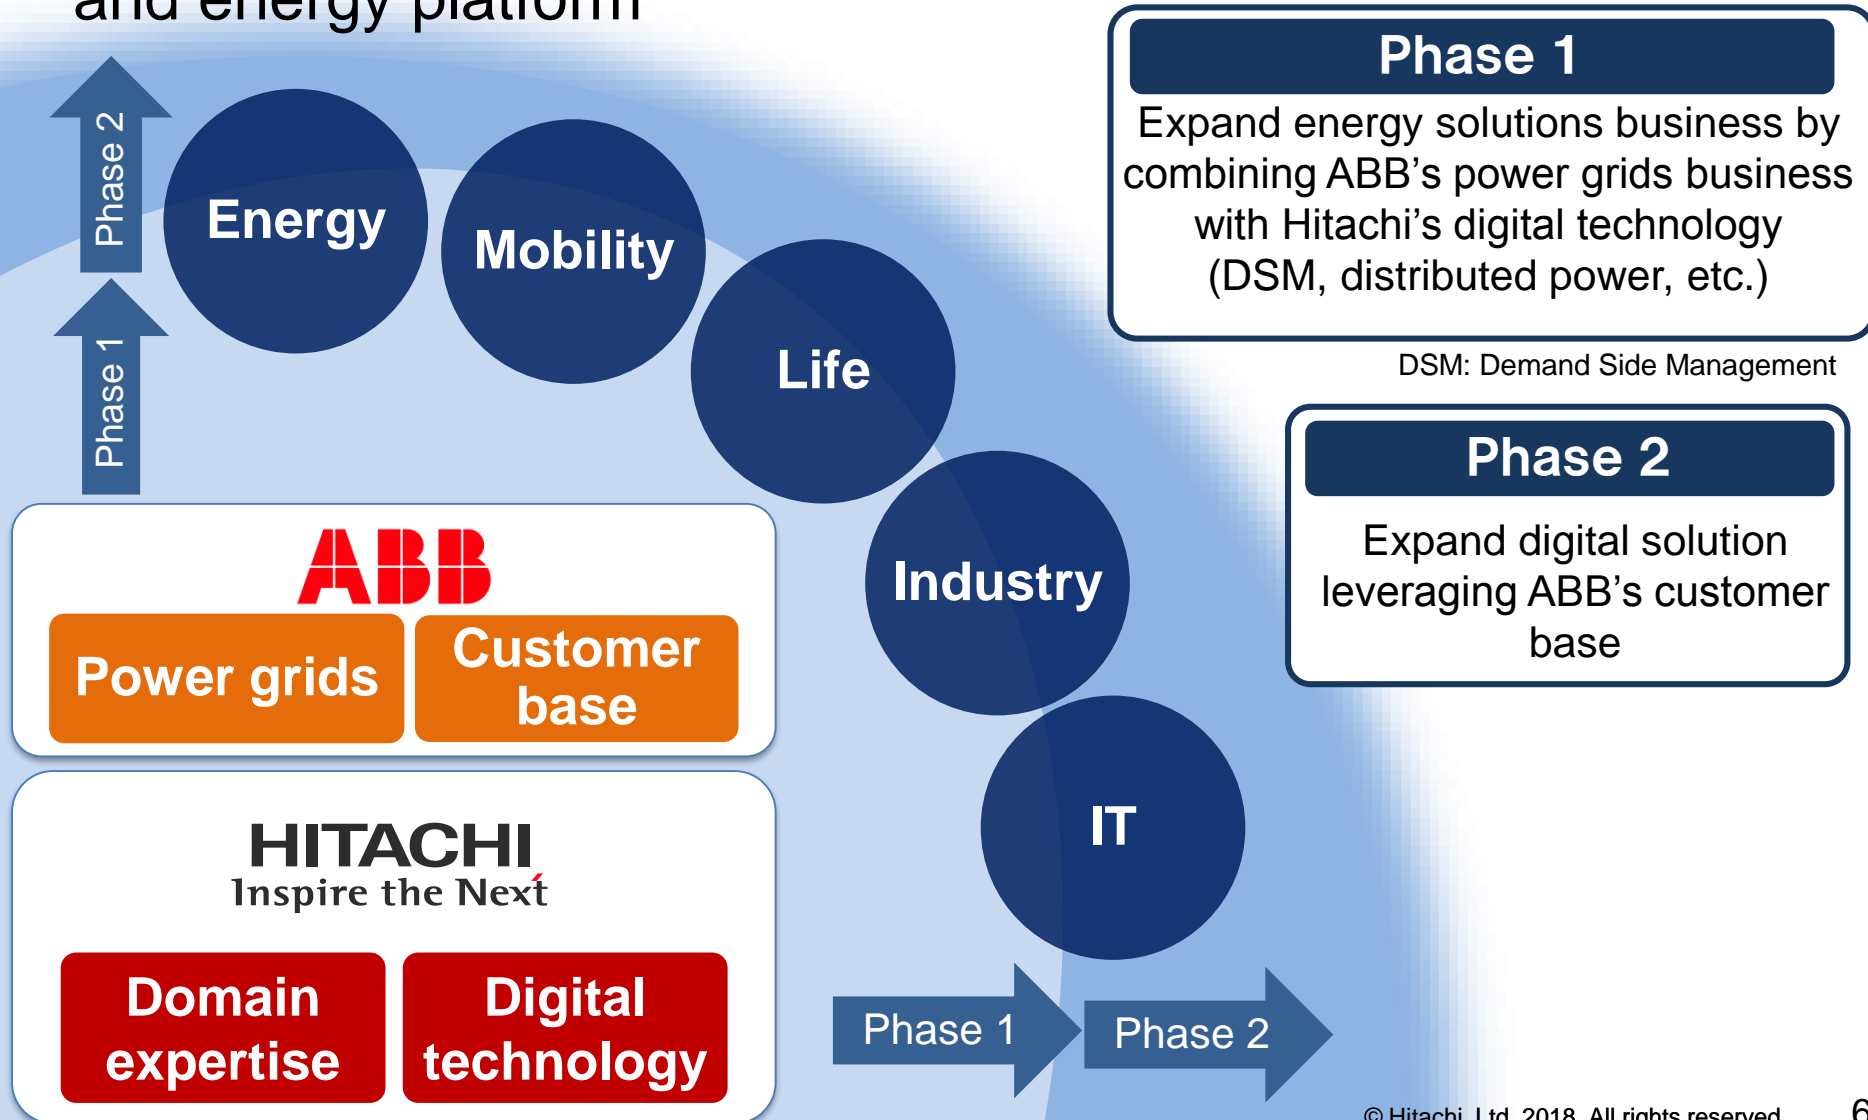 and energy platform
Phase 2
Phase 1
Energy
Mobility
Life
Industry
IT
Phase 1
Expand energy solutions business by
combining ABB's power grids business
with Hitachi's digital technology
(DSM, distributed power, etc.)
DSM: Demand Side Management
Phase 2
Expand digital solution
leveraging ABB's customer
base
ABB
Power grids
Customer
base
HITACHI
Inspire the Next
Domain
expertise
Digital
technology
Phase 1
Phase 2
© Hitachi, Ltd. 2018. All rights reserved.
6